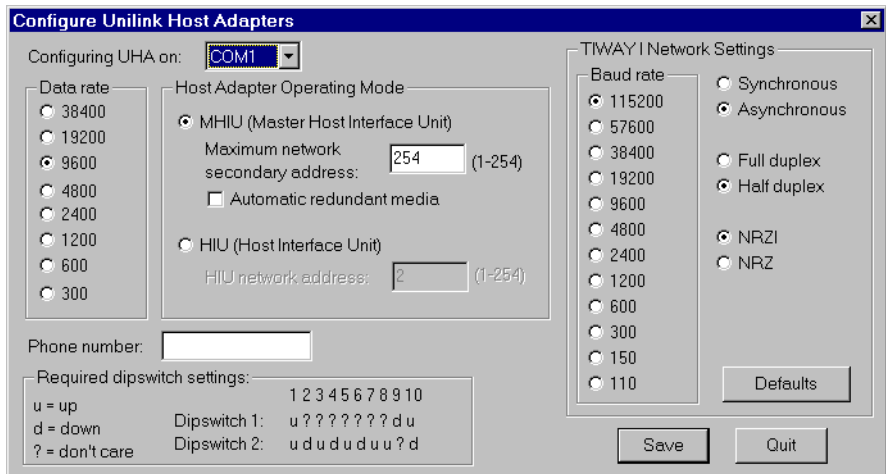 Configure Unilink Host Adapters
Configuring UHA on: COM1
Data rate
38400
19200
9600
4800
2400
1200
600
300
Host Adapter Operating Mode
MHIU (Master Host Interface Unit)
Maximum network
secondary address: 254 (1-254)
Automatic redundant media
HIU (Host Interface Unit)
HIU network address: 2 (1-254)
Phone number:
Required dipswitch settings:
u = up
d = down
? = don't care
1 2 3 4 5 6 7 8 9 10
Dipswitch 1: u ? ? ? ? ? ? ? d u
Dipswitch 2: u d u d u d u u ? d
TIWAY I Network Settings
Baud rate
115200
57600
38400
19200
9600
4800
2400
1200
600
300
150
110
Synchronous
Asynchronous
Full duplex
Half duplex
NRZI
NRZ
Defaults
Save
Quit